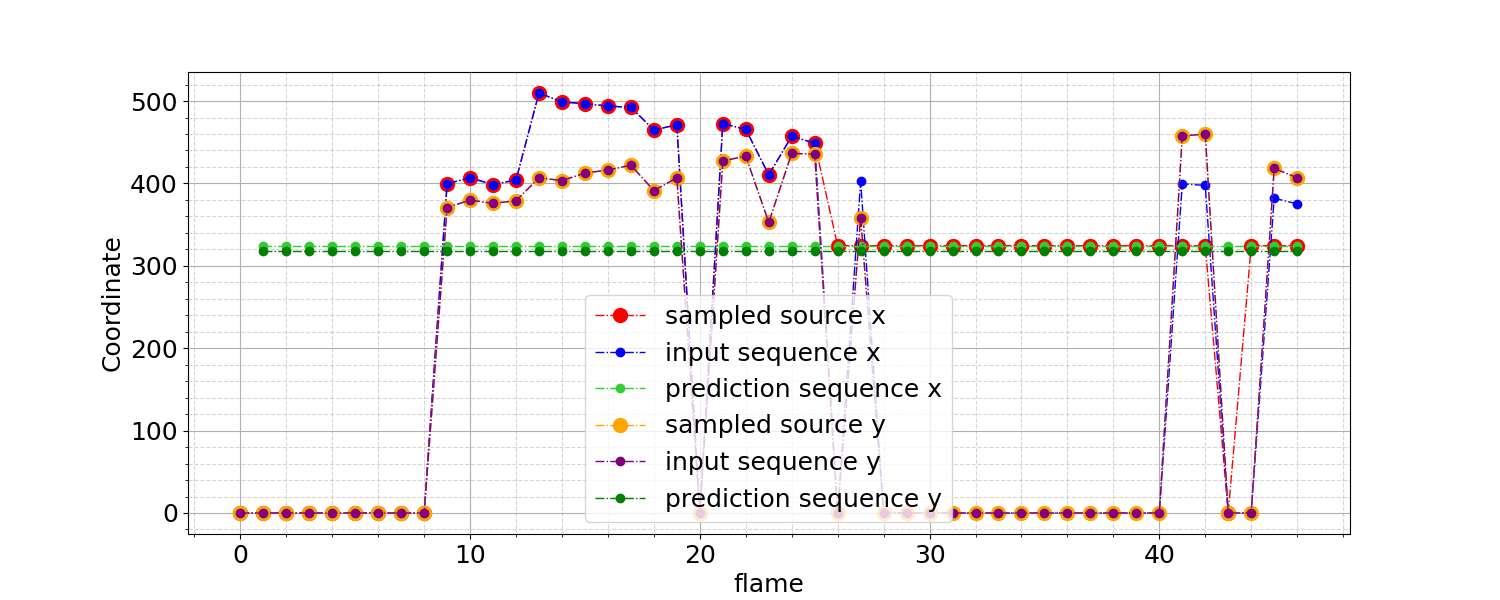 500
400
300
200
100
0
Coordinate
sampled source x
input sequence x
prediction sequence x
sampled source y
input sequence y
prediction sequence y
0 10 20 30 40
flame